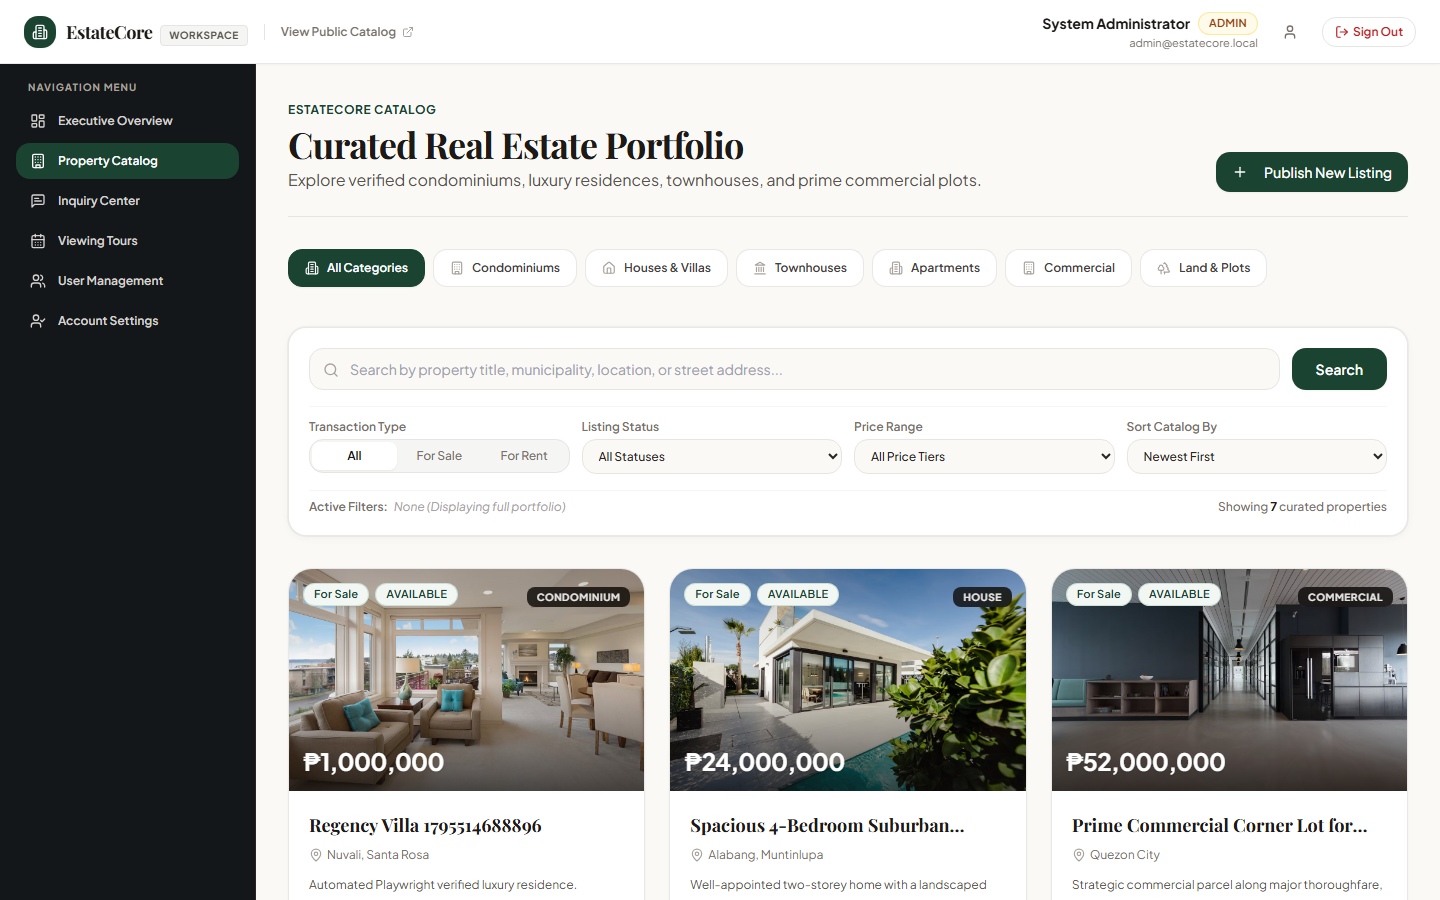 EstateCore
WORKSPACE
View Public Catalog
System Administrator
ADMIN
admin@estatecore.local
Sign Out
NAVIGATION MENU
Executive Overview
Property Catalog
Inquiry Center
Viewing Tours
User Management
Account Settings
ESTATECORE CATALOG
Curated Real Estate Portfolio
Explore verified condominiums, luxury residences, townhouses, and prime commercial plots.
Publish New Listing
All Categories
Condominiums
Houses & Villas
Townhouses
Apartments
Commercial
Land & Plots
Search by property title, municipality, location, or street address...
Search
Transaction Type
Listing Status
Price Range
Sort Catalog By
All
For Sale
For Rent
All Statuses
All Price Tiers
Newest First
Active Filters: None (Displaying full portfolio)
Showing 7 curated properties
For Sale
AVAILABLE
CONDOMINIUM
₱1,000,000
Regency Villa 1795514688896
Nuvali, Santa Rosa
Automated Playwright verified luxury residence.
For Sale
AVAILABLE
HOUSE
₱24,000,000
Spacious 4-Bedroom Suburban...
Alabang, Muntinlupa
Well-appointed two-storey home with a landscaped
For Sale
AVAILABLE
COMMERCIAL
₱52,000,000
Prime Commercial Corner Lot for...
Quezon City
Strategic commercial parcel along major thoroughfare,